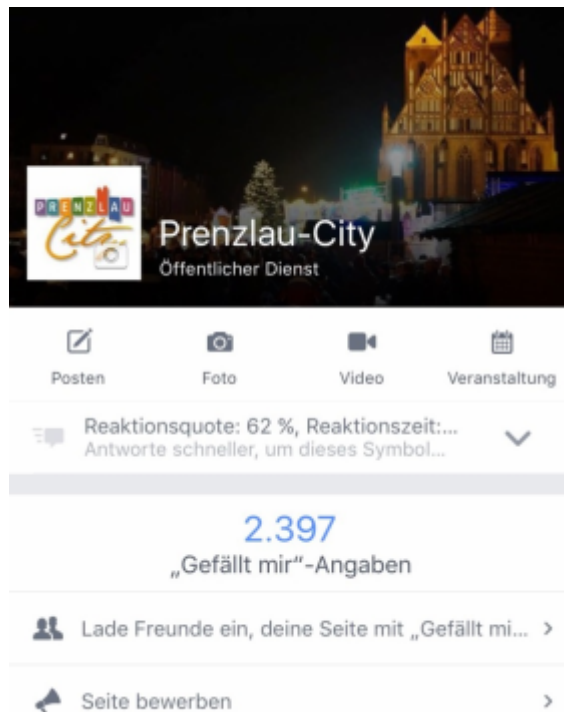 PRENZLAU
City
Prenzlau-City
Öffentlicher Dienst
Posten Foto Video Veranstaltung
Reaktionsquote: 62 %, Reaktionszeit:...
Antworte schneller, um dieses Symbol...
2.397
„Gefällt mir“-Angaben
Lade Freunde ein, deine Seite mit „Gefällt mi...
Seite bewerben